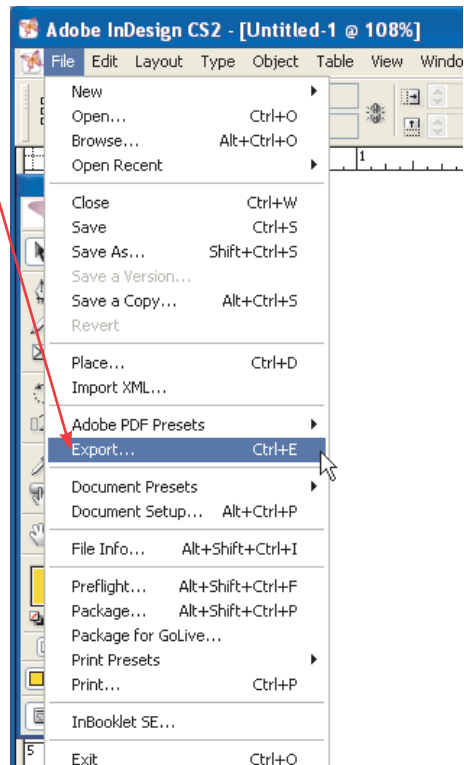 Adobe InDesign CS2 - [Untitled-1 @ 108%]
File Edit Layout Type Object Table View Windo
New
Open... Ctrl+O
Browse... Alt+Ctrl+O
Open Recent
1
Close Ctrl+W
Save Ctrl+S
Save As... Shift+Ctrl+S
Save a Version...
Save a Copy... Alt+Ctrl+S
Revert
Place... Ctrl+D
Import XML...
Adobe PDF Presets
Export... Ctrl+E
Document Presets
Document Setup... Alt+Ctrl+P
File Info... Alt+Shift+Ctrl+I
Preflight... Alt+Shift+Ctrl+F
Package... Alt+Shift+Ctrl+P
Package for GoLive...
Print Presets
Print... Ctrl+P
InBooklet SE...
5
Exit Ctrl+Q